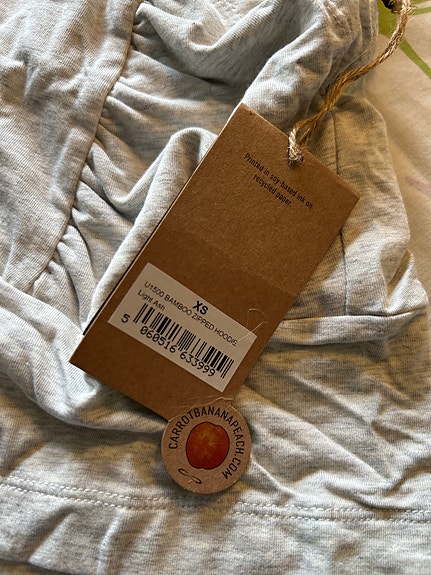 Printed in soy-based ink on
recycled paper.
XS
U1500 BAMBOO ZIPPED HOODIE
Light Ash
5 060516 633999
CARROTBANANAPEACH.COM